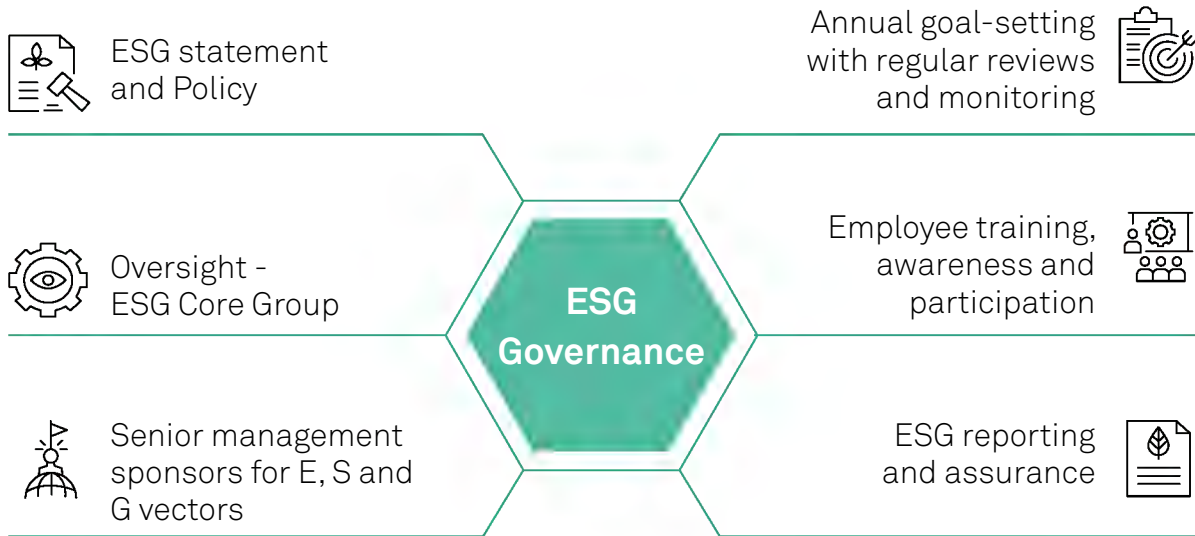 ESG statement
and Policy
Oversight -
ESG Core Group
Senior management
sponsors for E, S and
G vectors
ESG
Governance
Annual goal-setting
with regular reviews
and monitoring
Employee training,
awareness and
participation
ESG reporting
and assurance